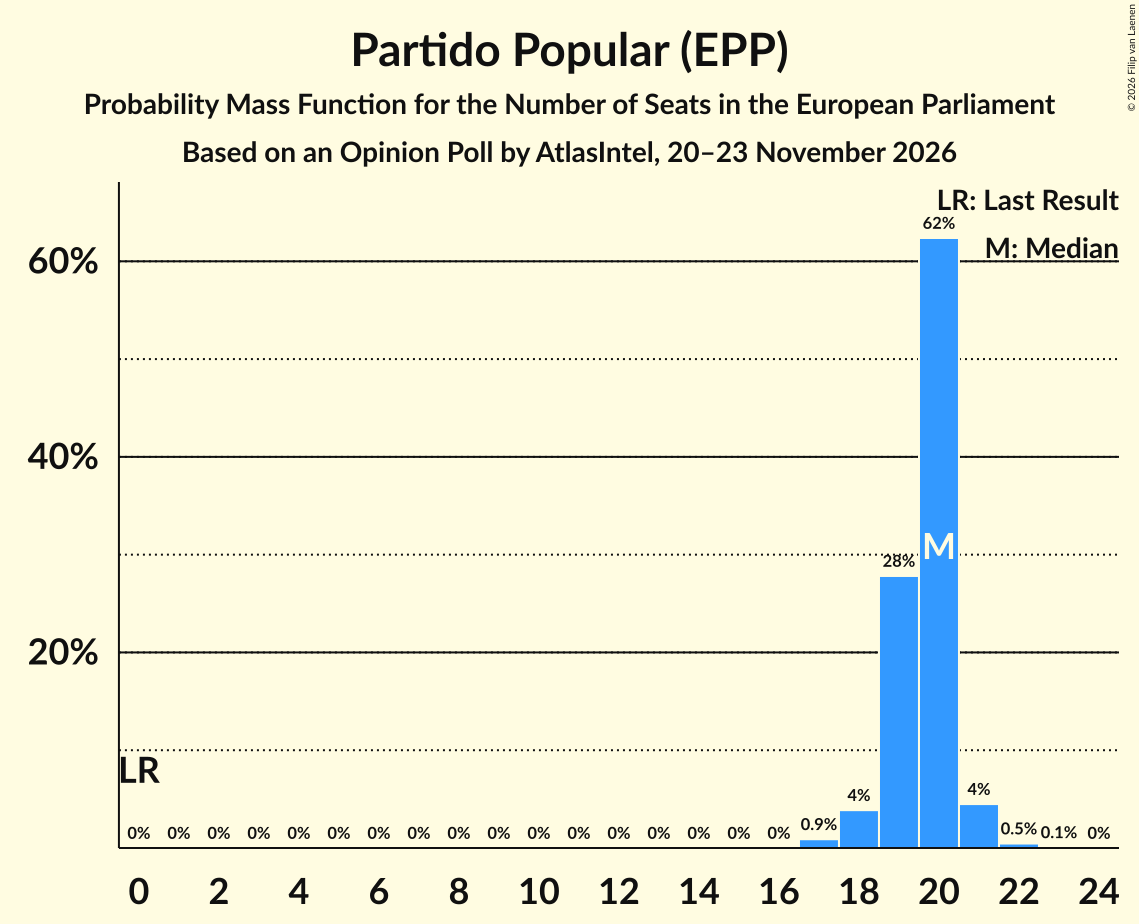 Partido Popular (EPP)
Probability Mass Function for the Number of Seats in the European Parliament
Based on an Opinion Poll by AtlasIntel, 20–23 November 2026
© 2026 Filip van Laenen
LR: Last Result
M: Median
60%
40%
20%
LR
M
0% 0% 0% 0% 0% 0% 0% 0% 0% 0% 0% 0% 0% 0% 0% 0% 0% 0.9% 4% 28% 62% 4% 0.5% 0.1% 0%
0 2 4 6 8 10 12 14 16 18 20 22 24